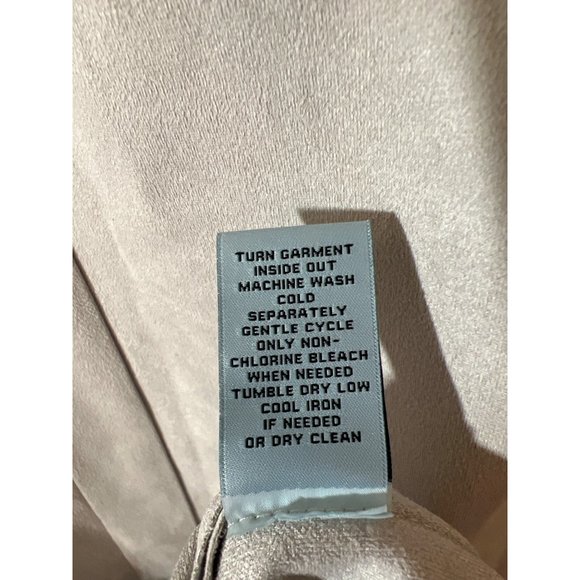 TURN GARMENT
INSIDE OUT
MACHINE WASH
COLD
SEPARATELY
GENTLE CYCLE
ONLY NON-
CHLORINE BLEACH
WHEN NEEDED
TUMBLE DRY LOW
COOL IRON
IF NEEDED
OR DRY CLEAN